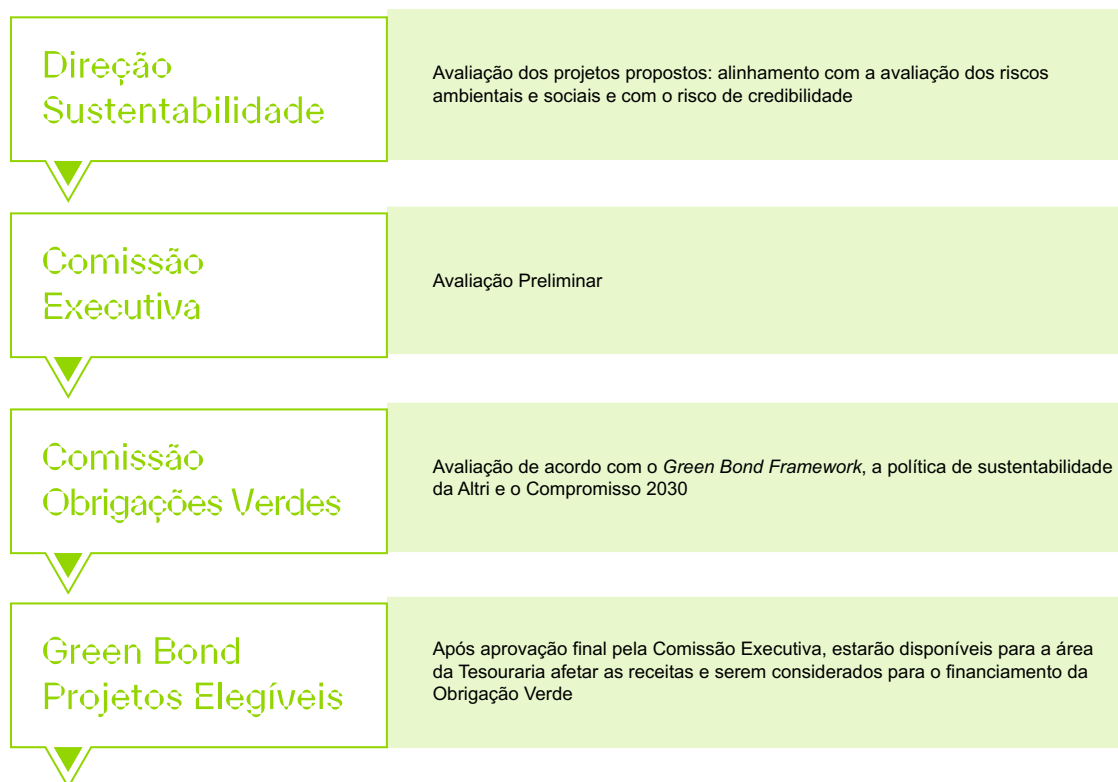 Direção
Sustentabilidade
Avaliação dos projetos propostos: alinhamento com a avaliação dos riscos
ambientais e sociais e com o risco de credibilidade
Comissão
Executiva
Avaliação Preliminar
Comissão
Obrigações Verdes
Avaliação de acordo com o Green Bond Framework, a política de sustentabilidade
da Altri e o Compromisso 2030
Green Bond
Projetos Elegíveis
Após aprovação final pela Comissão Executiva, estarão disponíveis para a área
da Tesouraria afetar as receitas e serem considerados para o financiamento da
Obrigação Verde